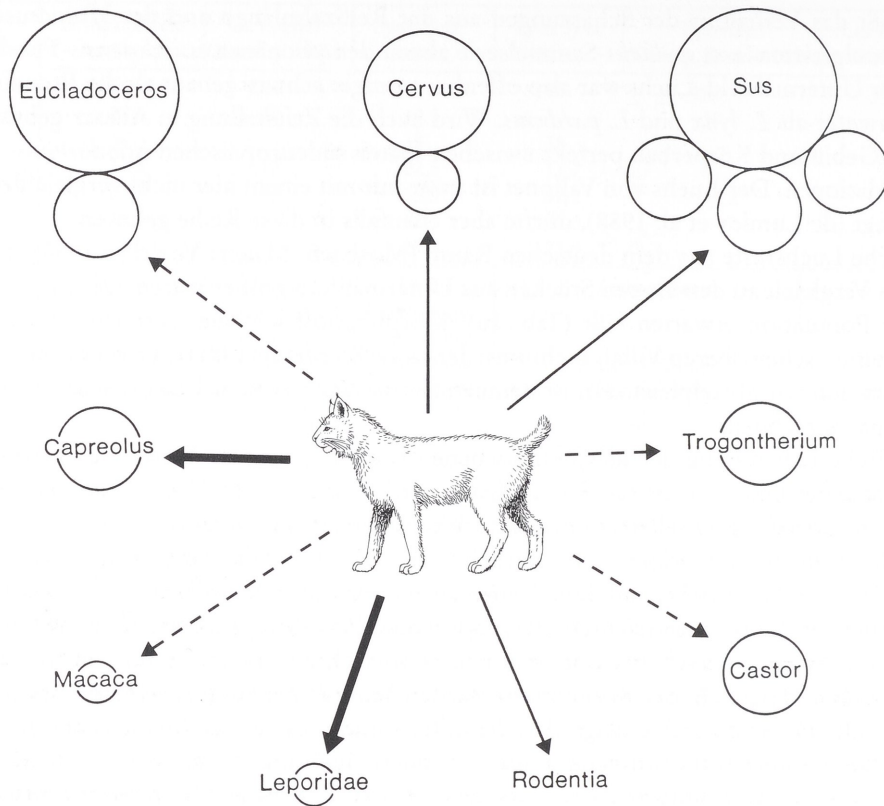 Eucladoceros
Cervus
Sus
Capreolus
Trogontherium
Macaca
Castor
Leporidae
Rodentia